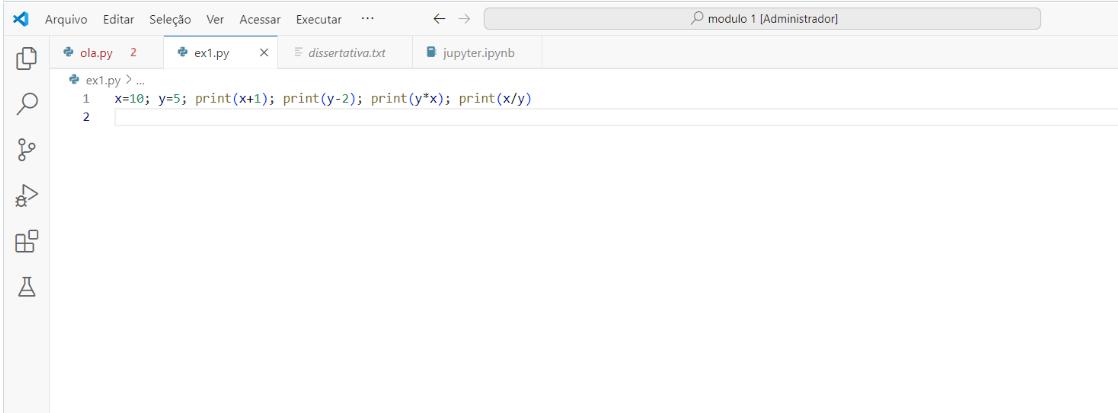 Arquivo Editar Seleção Ver Acessar Executar ··· modulo 1 [Administrador]
ola.py 2 ex1.py dissertativa.txt jupyter.ipynb
ex1.py > ...
1 x=10; y=5; print(x+1); print(y-2); print(y*x); print(x/y)
2